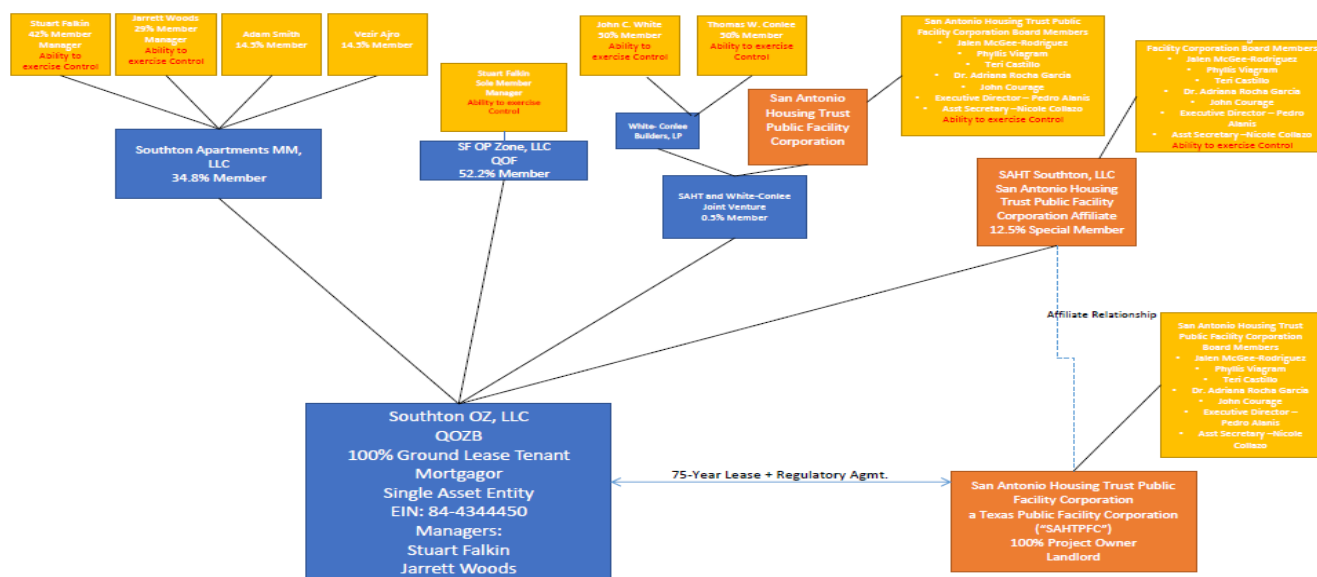 Stuart Falkin
42% Member
Manager
Ability to
exercise Control
Jarrett Woods
29% Member
Manager
Ability to
exercise Control
Adam Smith
14.5% Member
Vezir Ajro
14.5% Member
Southton Apartments MM,
LLC
34.8% Member
Stuart Falkin
Sole Member
Manager
Ability to exercise
Control
SF OP Zone, LLC
QOF
52.2% Member
John C. White
50% Member
Ability to
exercise Control
Thomas W. Conlee
50% Member
Ability to exercise
Control
White- Conlee
Builders, LP
San Antonio
Housing Trust
Public Facility
Corporation
San Antonio Housing Trust Public
Facility Corporation Board Members
• Jalen McGee-Rodriguez
• Phyllis Viagram
• Teri Castillo
• Dr. Adriana Rocha Garcia
• John Courage
• Executive Director – Pedro Alanis
• Asst Secretary –Nicole Collazo
Ability to exercise Control
SAHT and White-Conlee
Joint Venture
0.5% Member
Facility Corporation Board Members
• Jalen McGee-Rodriguez
• Phyllis Viagram
• Teri Castillo
• Dr. Adriana Rocha Garcia
• John Courage
• Executive Director – Pedro
Alanis
• Asst Secretary –Nicole Collazo
Ability to exercise Control
SAHT Southton, LLC
San Antonio Housing
Trust Public Facility
Corporation Affiliate
12.5% Special Member
Affiliate Relationship
San Antonio Housing Trust
Public Facility Corporation
Board Members
• Jalen McGee-Rodriguez
• Phyllis Viagram
• Teri Castillo
• Dr. Adriana Rocha Garcia
• John Courage
• Executive Director –
Pedro Alanis
• Asst Secretary –Nicole
Collazo
Southton OZ, LLC
QOZB
100% Ground Lease Tenant
Mortgagor
Single Asset Entity
EIN: 84-4344450
Managers:
Stuart Falkin
Jarrett Woods
75-Year Lease + Regulatory Agmt.
San Antonio Housing Trust Public
Facility Corporation
a Texas Public Facility Corporation
(“SAHTPFC”)
100% Project Owner
Landlord